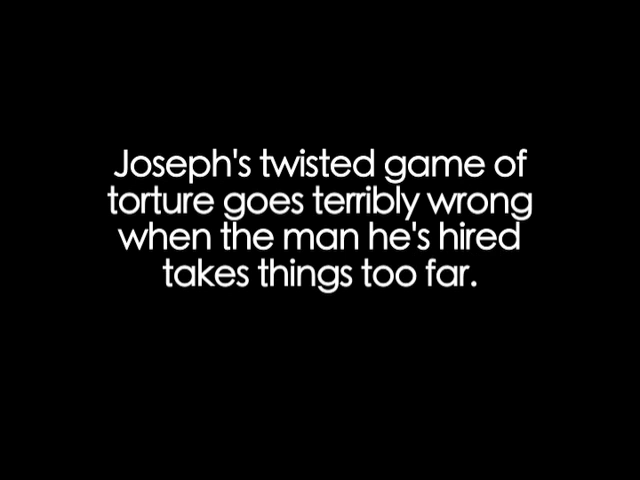 Joseph's twisted game of
torture goes terribly wrong
when the man he's hired
takes things too far.